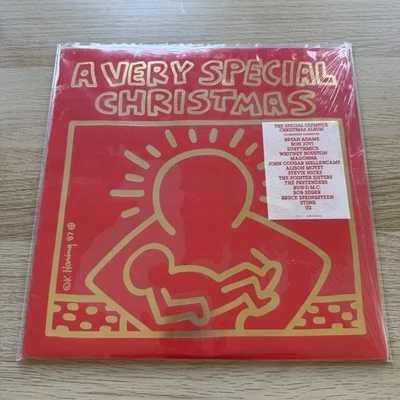 A VERY SPECIAL
CHRISTMAS
THE SPECIAL OLYMPICS
CHRISTMAS ALBUM
BRYAN ADAMS
BON JOVI
EURYTHMICS
WHITNEY HOUSTON
MADONNA
JOHN COUGAR MELLENCAMP
ALISON MOYET
STEVIE NICKS
THE POINTER SISTERS
THE PRETENDERS
RUN D.M.C.
BOB SEGER
BRUCE SPRINGSTEEN
STING
U2
©K. Haring 87